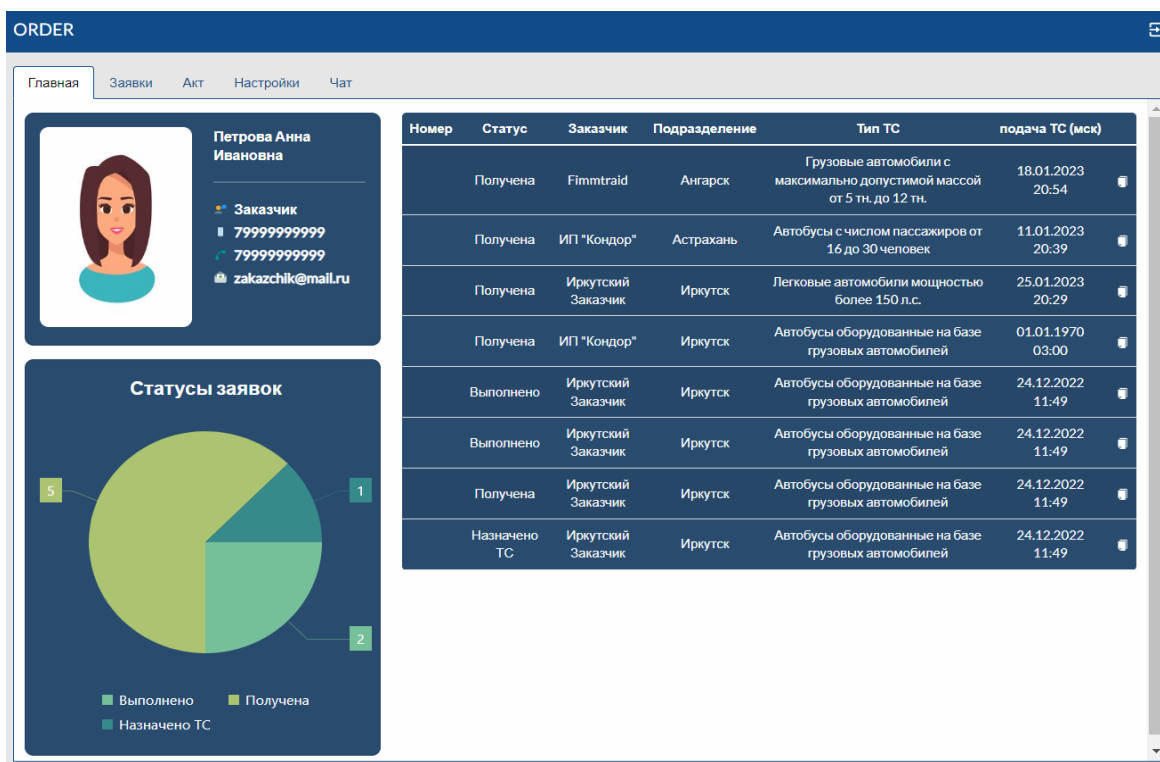 ORDER
Главная Заявки Акт Настройки Чат
Петрова Анна
Ивановна
Заказчик
79999999999
79999999999
zakazchik@mail.ru
Статусы заявок
5
1
2
Выполнено Получена
Назначено ТС
Номер Статус Заказчик Подразделение Тип ТС подача ТС (мск)
Грузовые автомобили с
Получена Fimmtraid Ангарск максимально допустимой массой 18.01.2023
от 5 тн. до 12 тн. 20:54
Получена ИП "Кондор" Астрахань Автобусы с числом пассажиров от 11.01.2023
16 до 30 человек 20:39
Получена Иркутский Иркутск Легковые автомобили мощностью 25.01.2023
Заказчик более 150 л.с. 20:29
Получена ИП "Кондор" Иркутск Автобусы оборудованные на базе 01.01.1970
грузовых автомобилей 03:00
Выполнено Иркутский Иркутск Автобусы оборудованные на базе 24.12.2022
Заказчик грузовых автомобилей 11:49
Выполнено Иркутский Иркутск Автобусы оборудованные на базе 24.12.2022
Заказчик грузовых автомобилей 11:49
Получена Иркутский Иркутск Автобусы оборудованные на базе 24.12.2022
Заказчик грузовых автомобилей 11:49
Назначено Иркутский Иркутск Автобусы оборудованные на базе 24.12.2022
ТС Заказчик грузовых автомобилей 11:49